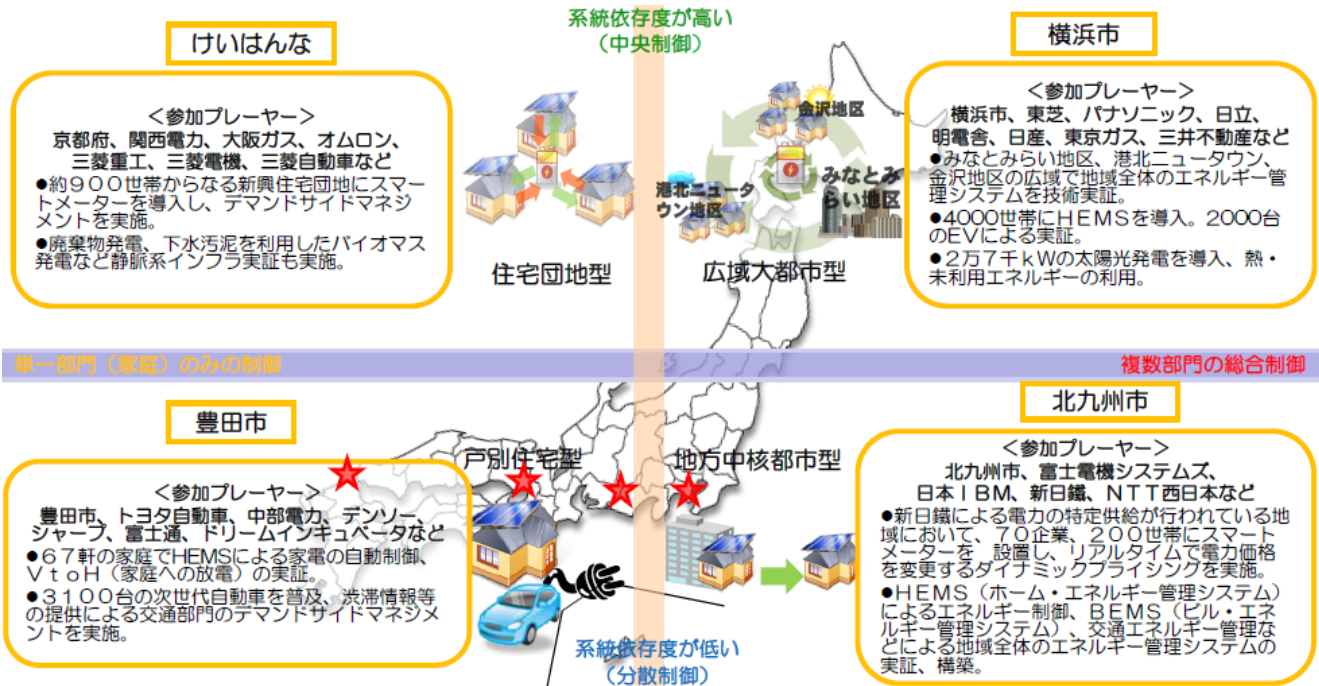 系統依存度が高い
（中央制御）
けいはんな
＜参加プレーヤー＞
京都府、関西電力、大阪ガス、オムロン、
三菱重工、三菱電機、三菱自動車など
●約９００世帯からなる新興住宅団地にスマー
トメーターを導入し、デマンドサイドマネジ
メントを実施。
●廃棄物発電、下水汚泥を利用したバイオマス
発電など静脈系インフラ実証も実施。
住宅団地型
金沢地区
港北ニュータ
ウン地区
みなとみ
らい地区
広域大都市型
横浜市
＜参加プレーヤー＞
横浜市、東芝、パナソニック、日立、
明電舎、日産、東京ガス、三井不動産など
●みなとみらい地区、港北ニュータウン、
金沢地区の広域で地域全体のエネルギー管
理システムを技術実証。
●4000世帯にＨＥＭＳを導入。2000台
のEVによる実証。
●２万７千ｋＷの太陽光発電を導入、熱・
未利用エネルギーの利用。
単一部門（家庭）のみの制御
複数部門の総合制御
豊田市
＜参加プレーヤー＞
豊田市、トヨタ自動車、中部電力、デンソー、
シャープ、富士通、ドリームインキュベータなど
●６７軒の家庭でHEMSによる家電の自動制御、
ＶｔｏＨ（家庭への放電）の実証。
●３１００台の次世代自動車を普及、渋滞情報等
の提供による交通部門のデマンドサイドマネジメ
ントを実施。
戸別住宅型
地方中核都市型
北九州市
＜参加プレーヤー＞
北九州市、富士電機システムズ、
日本ＩＢＭ、新日鐵、ＮＴＴ西日本など
●新日鐵による電力の特定供給が行われている地
域において、７０企業、２００世帯にスマート
メーターを　設置し、リアルタイムで電力価格
を変更するダイナミックプライシングを実施。
●ＨＥＭＳ（ホーム・エネルギー管理システム）
によるエネルギー制御、ＢＥＭＳ（ビル・エネ
ルギー管理システム）、交通エネルギー管理な
どによる地域全体のエネルギー管理システムの
実証、構築。
系統依存度が低い
（分散制御）